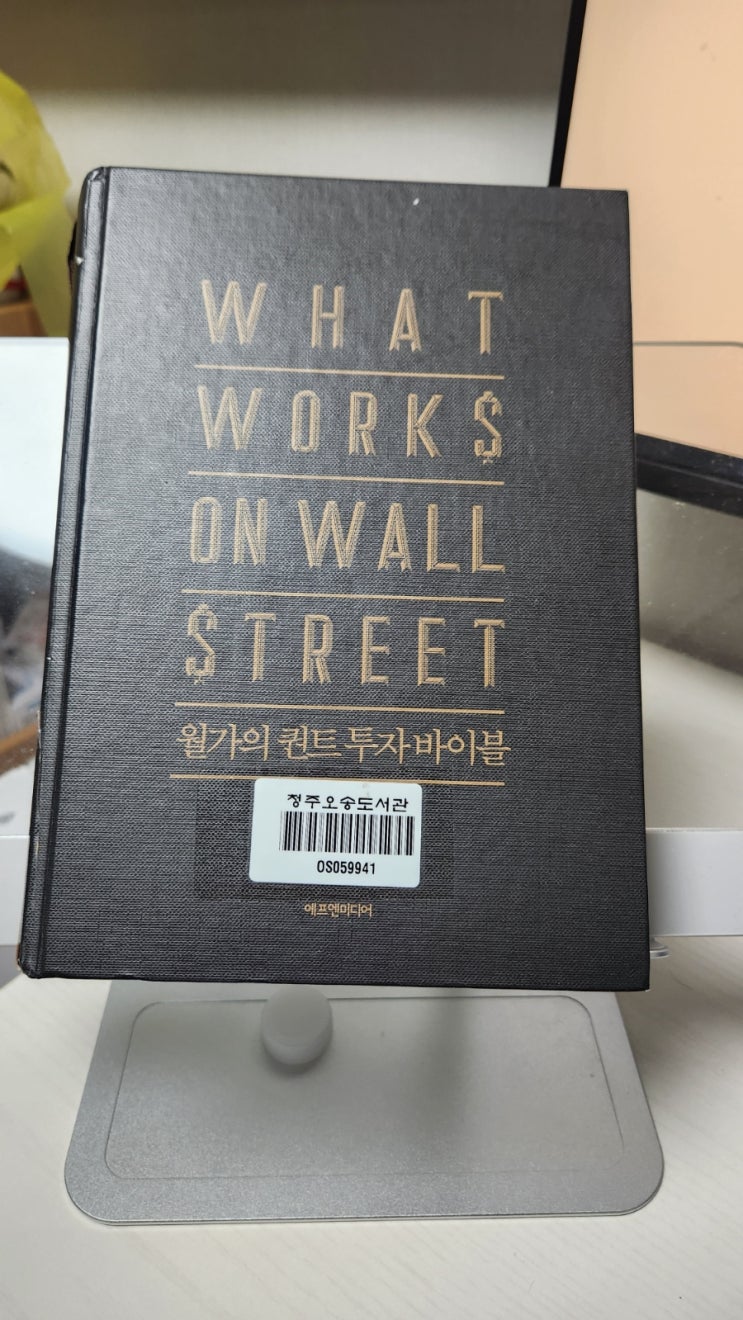 WHAT
WORK$
ON WALL
$TREET
월가의 퀀트 투자 바이블
청주오송도서관
OS059941
에프엔미디어